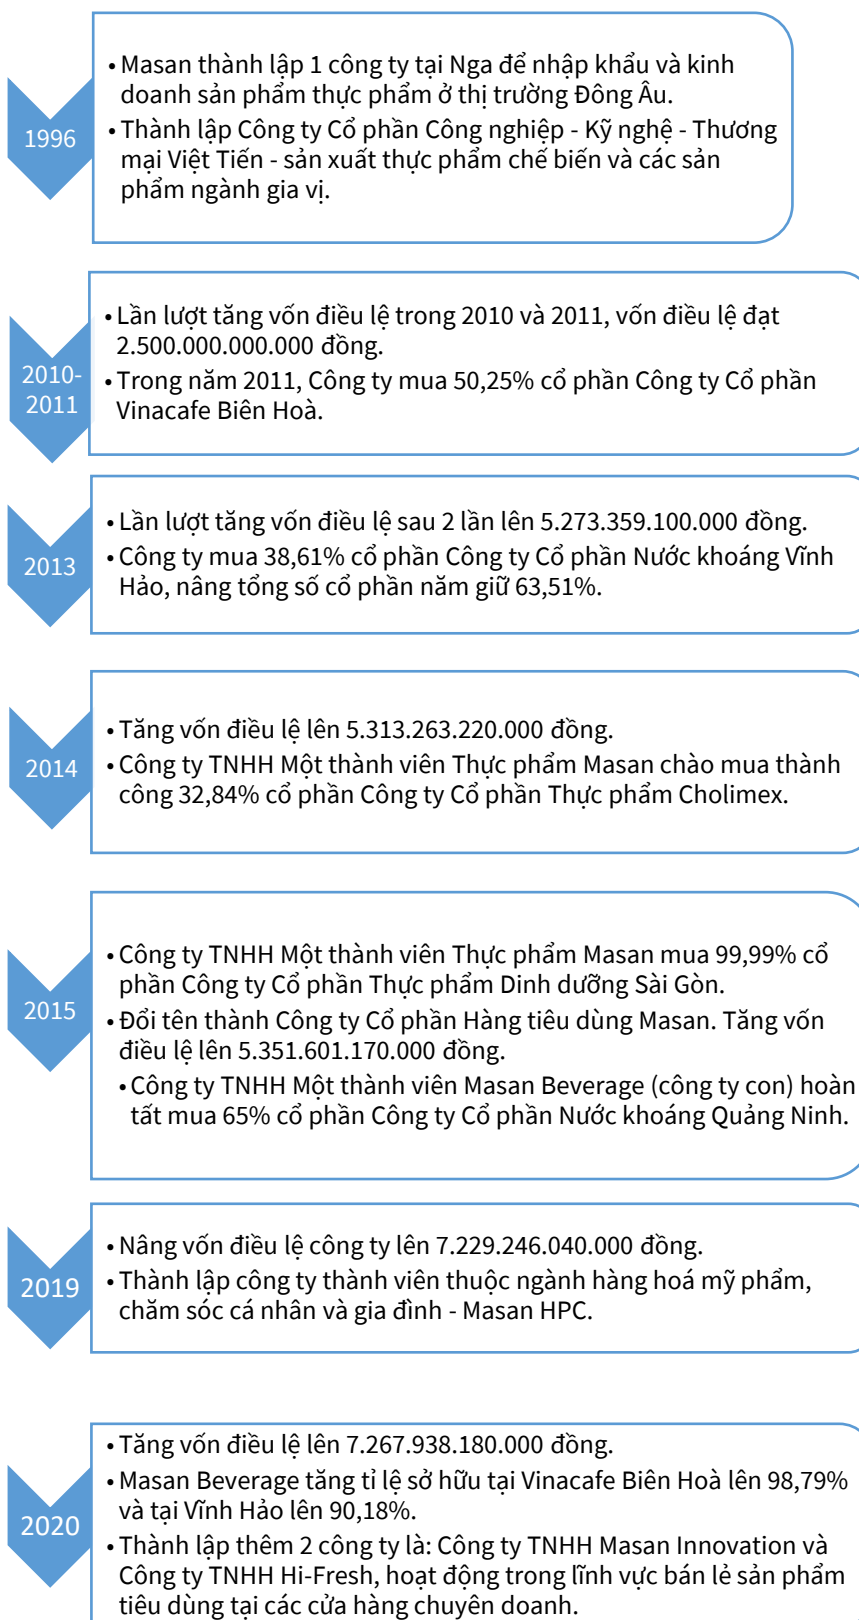 1996
• Masan thành lập 1 công ty tại Nga để nhập khẩu và kinh
doanh sản phẩm thực phẩm ở thị trường Đông Âu.
• Thành lập Công ty Cổ phần Công nghiệp - Kỹ nghệ - Thương
mại Việt Tiến - sản xuất thực phẩm chế biến và các sản
phẩm ngành gia vị.
2010-
2011
• Lần lượt tăng vốn điều lệ trong 2010 và 2011, vốn điều lệ đạt
2.500.000.000.000 đồng.
• Trong năm 2011, Công ty mua 50,25% cổ phần Công ty Cổ phần
Vinacafe Biên Hoà.
2013
• Lần lượt tăng vốn điều lệ sau 2 lần lên 5.273.359.100.000 đồng.
• Công ty mua 38,61% cổ phần Công ty Cổ phần Nước khoáng Vĩnh
Hảo, nâng tổng số cổ phần năm giữ 63,51%.
2014
• Tăng vốn điều lệ lên 5.313.263.220.000 đồng.
• Công ty TNHH Một thành viên Thực phẩm Masan chào mua thành
công 32,84% cổ phần Công ty Cổ phần Thực phẩm Cholimex.
2015
• Công ty TNHH Một thành viên Thực phẩm Masan mua 99,99% cổ
phần Công ty Cổ phần Thực phẩm Dinh dưỡng Sài Gòn.
• Đổi tên thành Công ty Cổ phần Hàng tiêu dùng Masan. Tăng vốn
điều lệ lên 5.351.601.170.000 đồng.
• Công ty TNHH Một thành viên Masan Beverage (công ty con) hoàn
tất mua 65% cổ phần Công ty Cổ phần Nước khoáng Quảng Ninh.
2019
• Nâng vốn điều lệ công ty lên 7.229.246.040.000 đồng.
• Thành lập công ty thành viên thuộc ngành hàng hoá mỹ phẩm,
chăm sóc cá nhân và gia đình - Masan HPC.
2020
• Tăng vốn điều lệ lên 7.267.938.180.000 đồng.
• Masan Beverage tăng tỉ lệ sở hữu tại Vinacafe Biên Hoà lên 98,79%
và tại Vĩnh Hảo lên 90,18%.
• Thành lập thêm 2 công ty là: Công ty TNHH Masan Innovation và
Công ty TNHH Hi-Fresh, hoạt động trong lĩnh vực bán lẻ sản phẩm
tiêu dùng tại các cửa hàng chuyên doanh.